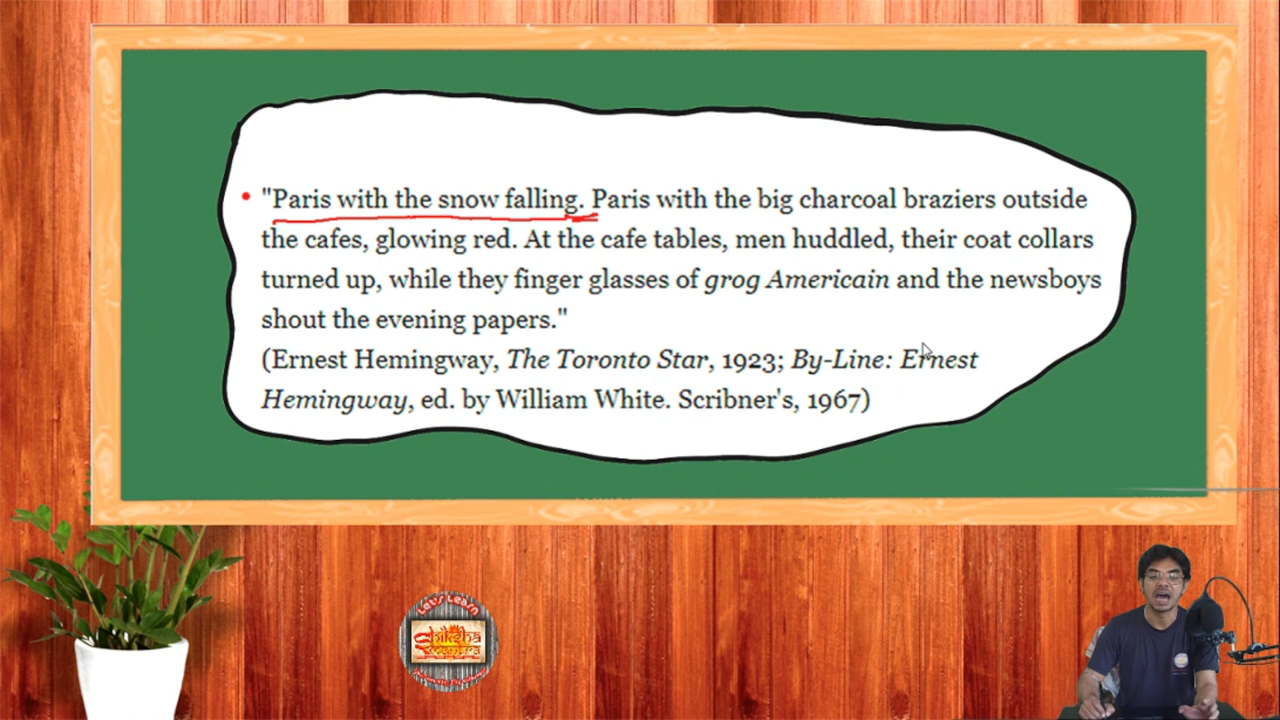 "Paris with the snow falling. Paris with the big charcoal braziers outside
the cafes, glowing red. At the cafe tables, men huddled, their coat collars
turned up, while they finger glasses of grog Americain and the newsboys
shout the evening papers."
(Ernest Hemingway, The Toronto Star, 1923; By-Line: Ernest
Hemingway, ed. by William White. Scribner's, 1967)
Let's Learn
Shiksha